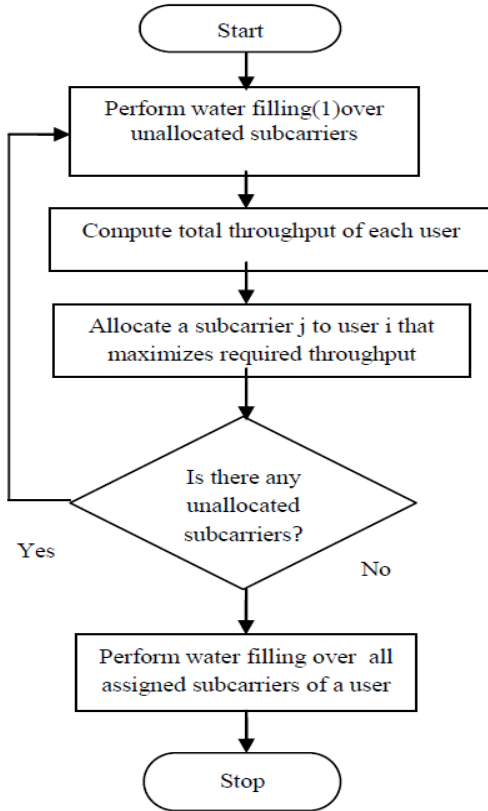 Start
Perform water filling(1)over
unallocated subcarriers
Compute total throughput of each user
Allocate a subcarrier j to user i that
maximizes required throughput
Is there any
unallocated
subcarriers?
Yes
No
Perform water filling over all
assigned subcarriers of a user
Stop